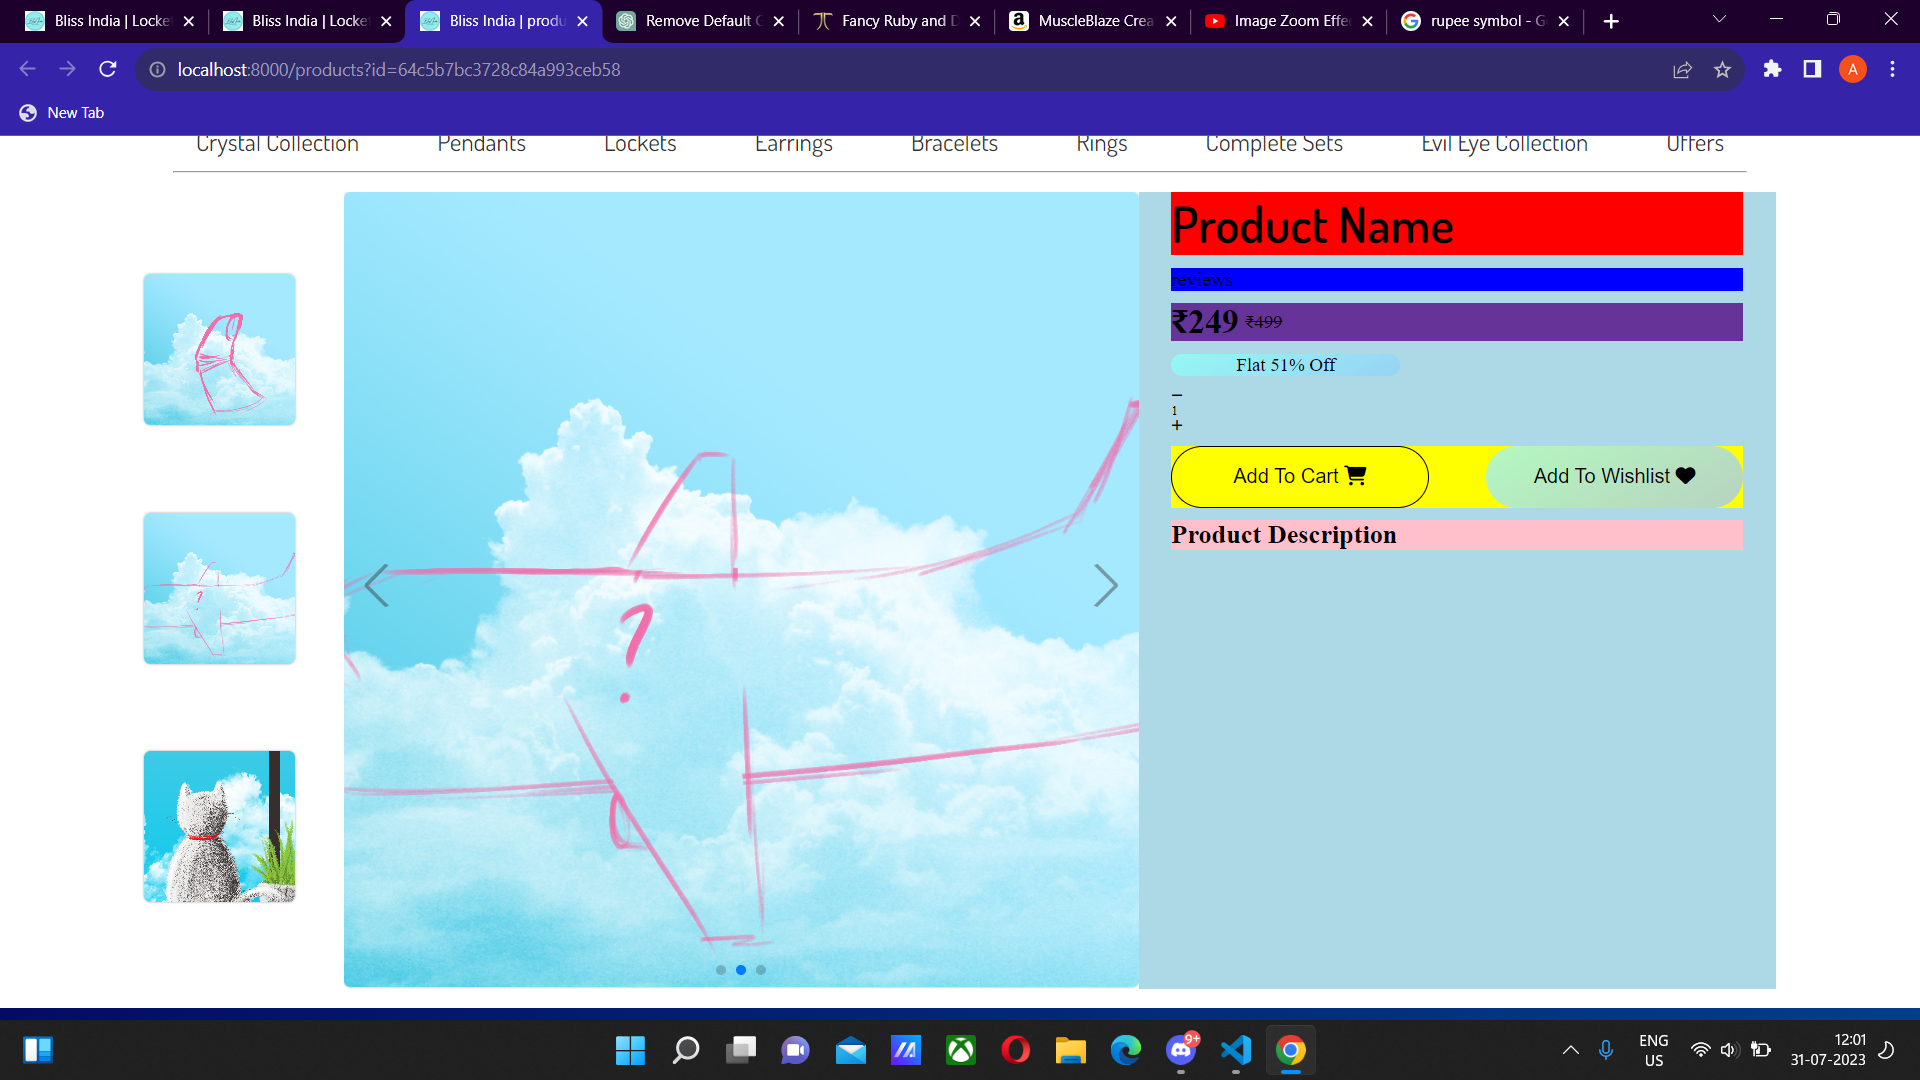 Bliss India | Locket
Bliss India | Locket
Bliss India | produ
Remove Default
Fancy Ruby and D
MuscleBlaze Crea
Image Zoom Effe
rupee symbol - G
localhost:8000/products?id=64c5b7bc3728c84a993ceb58
A
New Tab
Crystal Collection
Pendants
Lockets
Earrings
Bracelets
Rings
Complete Sets
Evil Eye Collection
Offers
Product Name
reviews
₹249 ₹499
Flat 51% Off
−
1
+
Add To Cart
Add To Wishlist
Product Description
?
9+
ENG
US
12:01
31-07-2023